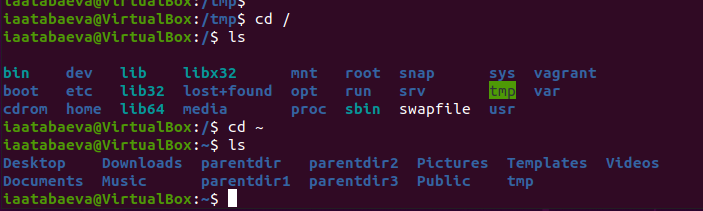 iaatabaeva@VirtualBox:/tmp$
iaatabaeva@VirtualBox:/tmp$ cd /
iaatabaeva@VirtualBox:/$ ls
bin dev lib libx32 mnt root snap sys vagrant
boot etc lib32 lost+found opt run srv tmp var
cdrom home lib64 media proc sbin swapfile usr
iaatabaeva@VirtualBox:/$ cd ~
iaatabaeva@VirtualBox:~$ ls
Desktop Downloads parentdir parentdir2 Pictures Templates Videos
Documents Music parentdir1 parentdir3 Public tmp
iaatabaeva@VirtualBox:~$